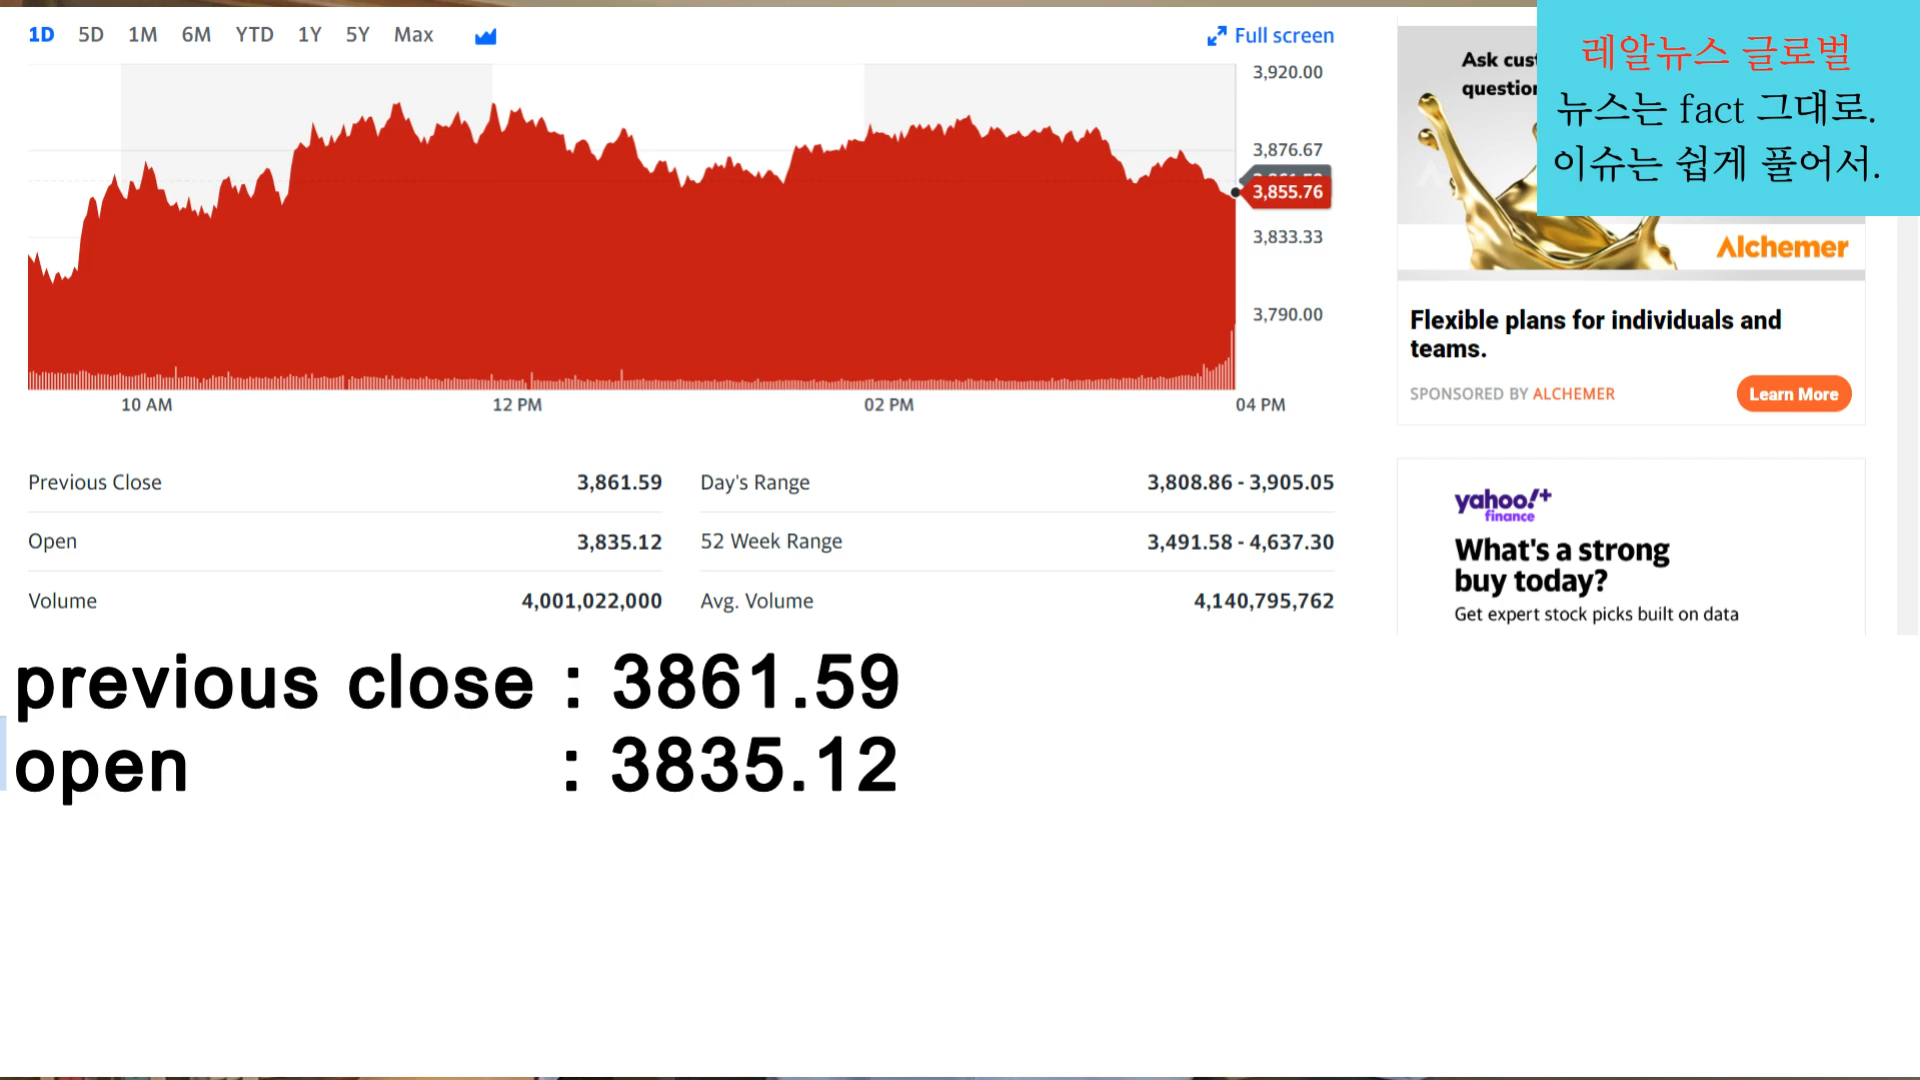 1D 5D 1M 6M YTD 1Y 5Y Max
Full screen
3,920.00
3,876.67
3,855.76
3,833.33
3,790.00
10 AM 12 PM 02 PM 04 PM
Previous Close 3,861.59
Open 3,835.12
Volume 4,001,022,000
Day's Range 3,808.86 - 3,905.05
52 Week Range 3,491.58 - 4,637.30
Avg. Volume 4,140,795,762
previous close : 3861.59
open : 3835.12
레알뉴스 글로벌
뉴스는 fact 그대로.
이슈는 쉽게 풀어서.
Ask
Alchemer
Flexible plans for individuals and
teams.
SPONSORED BY ALCHEMER
Learn More
yahoo!+
finance
What's a strong
buy today?
Get expert stock picks built on data